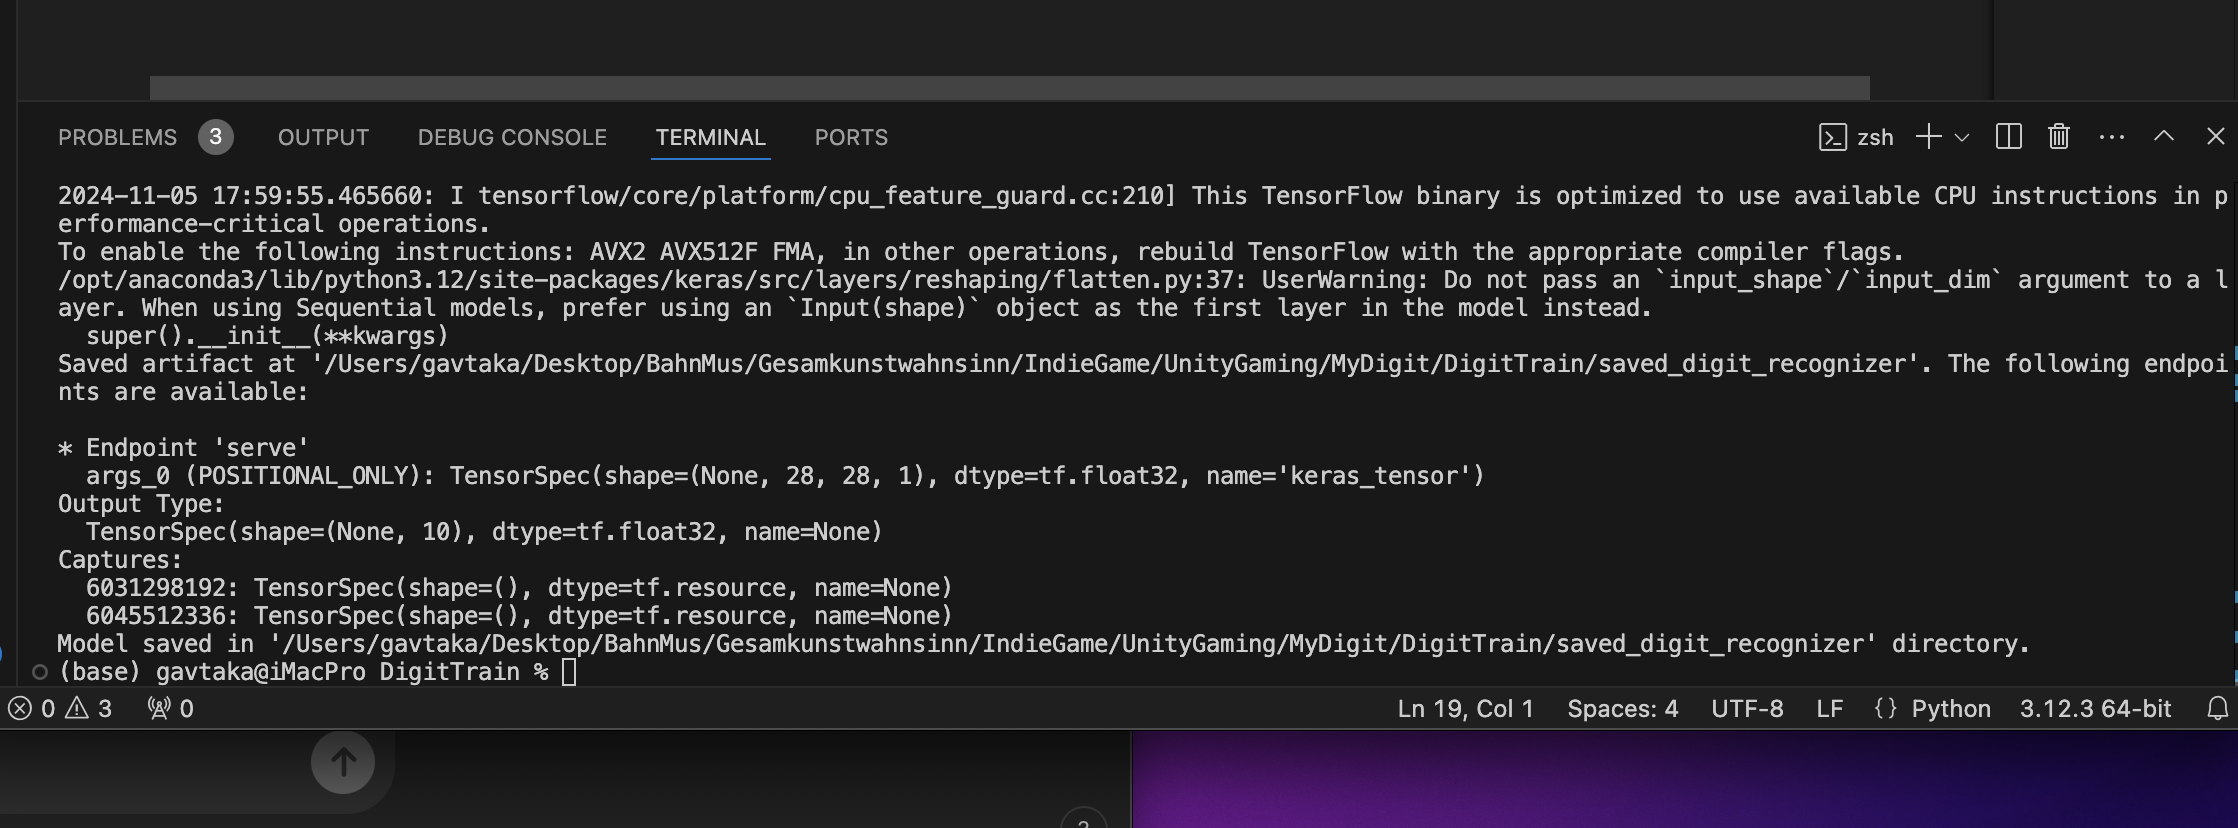 PROBLEMS 3 OUTPUT DEBUG CONSOLE TERMINAL PORTS zsh
2024-11-05 17:59:55.465660: I tensorflow/core/platform/cpu_feature_guard.cc:210] This TensorFlow binary is optimized to use available CPU instructions in p
erformance-critical operations.
To enable the following instructions: AVX2 AVX512F FMA, in other operations, rebuild TensorFlow with the appropriate compiler flags.
/opt/anaconda3/lib/python3.12/site-packages/keras/src/layers/reshaping/flatten.py:37: UserWarning: Do not pass an `input_shape`/`input_dim` argument to a l
ayer. When using Sequential models, prefer using an `Input(shape)` object as the first layer in the model instead.
  super().__init__(**kwargs)
Saved artifact at '/Users/gavtaka/Desktop/BahnMus/Gesamkunstwahnsinn/IndieGame/UnityGaming/MyDigit/DigitTrain/saved_digit_recognizer'. The following endpoi
nts are available:

* Endpoint 'serve'
  args_0 (POSITIONAL_ONLY): TensorSpec(shape=(None, 28, 28, 1), dtype=tf.float32, name='keras_tensor')
Output Type:
  TensorSpec(shape=(None, 10), dtype=tf.float32, name=None)
Captures:
  6031298192: TensorSpec(shape=(), dtype=tf.resource, name=None)
  6045512336: TensorSpec(shape=(), dtype=tf.resource, name=None)
Model saved in '/Users/gavtaka/Desktop/BahnMus/Gesamkunstwahnsinn/IndieGame/UnityGaming/MyDigit/DigitTrain/saved_digit_recognizer' directory.
(base) gavtaka@iMacPro DigitTrain %
0 3 0 Ln 19, Col 1 Spaces: 4 UTF-8 LF {} Python 3.12.3 64-bit